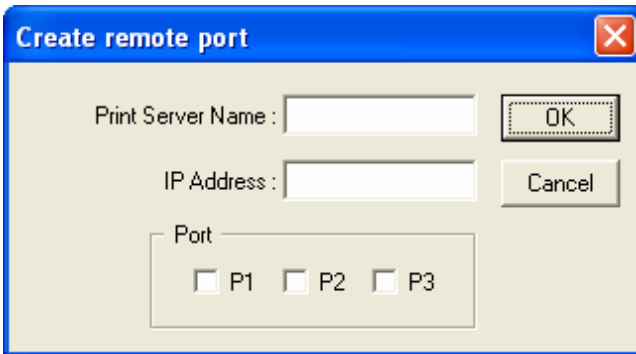 Create remote port
Print Server Name :
OK
IP Address :
Cancel
Port
P1 P2 P3